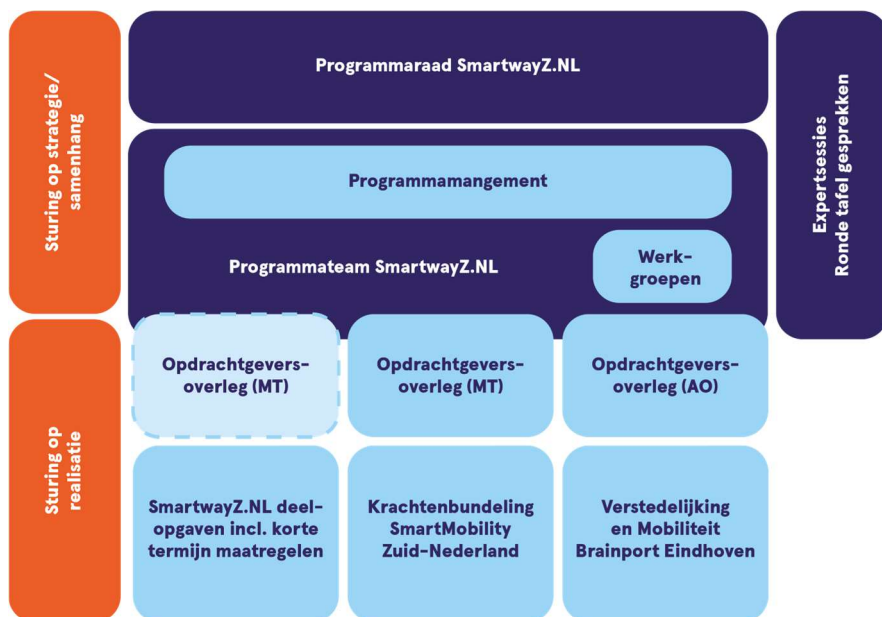 Sturing op strategie/
samenhang
Programmaraad SmartwayZ.NL
Programmamangement
Programmateam SmartwayZ.NL
Werk-
groepen
Expertsessies
Ronde tafel gesprekken
Sturing op
realisatie
Opdrachtgevers-
overleg (MT)
Opdrachtgevers-
overleg (MT)
Opdrachtgevers-
overleg (AO)
SmartwayZ.NL deel-
opgaven incl. korte
termijn maatregelen
Krachtenbundeling
SmartMobility
Zuid-Nederland
Verstedelijking
en Mobiliteit
Brainport Eindhoven